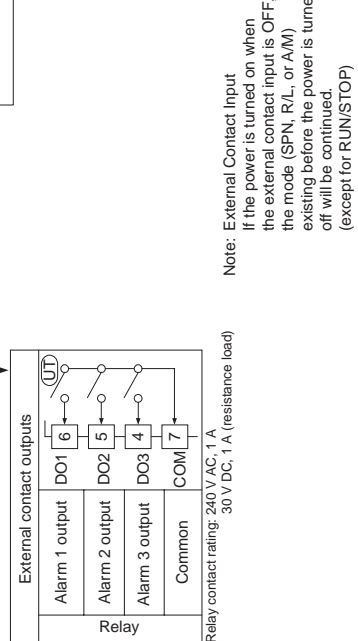 External contact outputs
Relay
Alarm 1 output DO1 6
Alarm 2 output DO2 5
Alarm 3 output DO3 4
Common COM 7
UT
Relay contact rating: 240 V AC, 1 A
30 V DC, 1 A (resistance load)
Note: External Contact Input
If the power is turned on when
the external contact input is OFF,
the mode (SPN, R/L, or A/M)
existing before the power is turne
off will be continued.
(except for RUN/STOP)